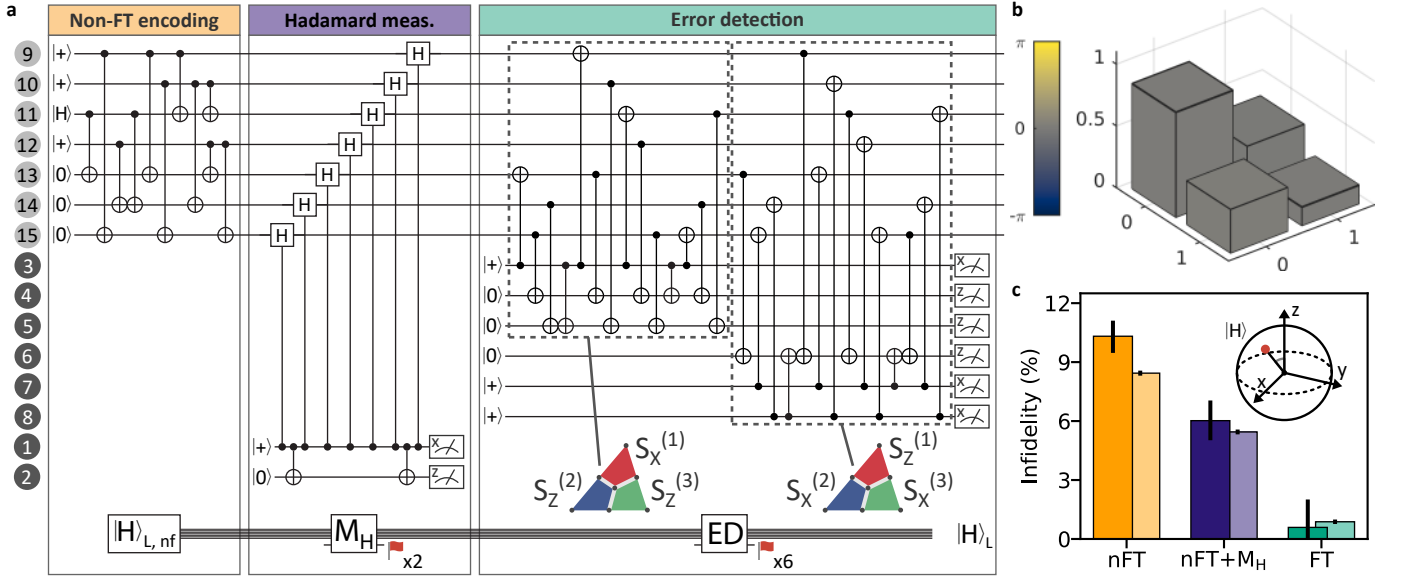 a
Non-FT encoding
Hadamard meas.
Error detection
9 |+⟩ H
10 |+⟩ H
11 |H⟩ H
12 |+⟩ H
13 |0⟩ H
14 |0⟩ H
15 |0⟩ H
3 |+⟩ X
4 |0⟩ Z
5 |0⟩ Z
6 |0⟩ Z
7 |+⟩ X
8 |+⟩ X
1 |+⟩ X
2 |0⟩ Z
S_X^(1) S_Z^(1)
S_Z^(2) S_Z^(3) S_X^(2) S_X^(3)
|H⟩_L, nf M_H ED |H⟩_L
x2 x6
b
π
0
-π
1
0.5
0
0
1
0
1
c
12
9
6
3
0
Infidelity (%)
|H⟩
z
x
y
nFT nFT+M_H FT